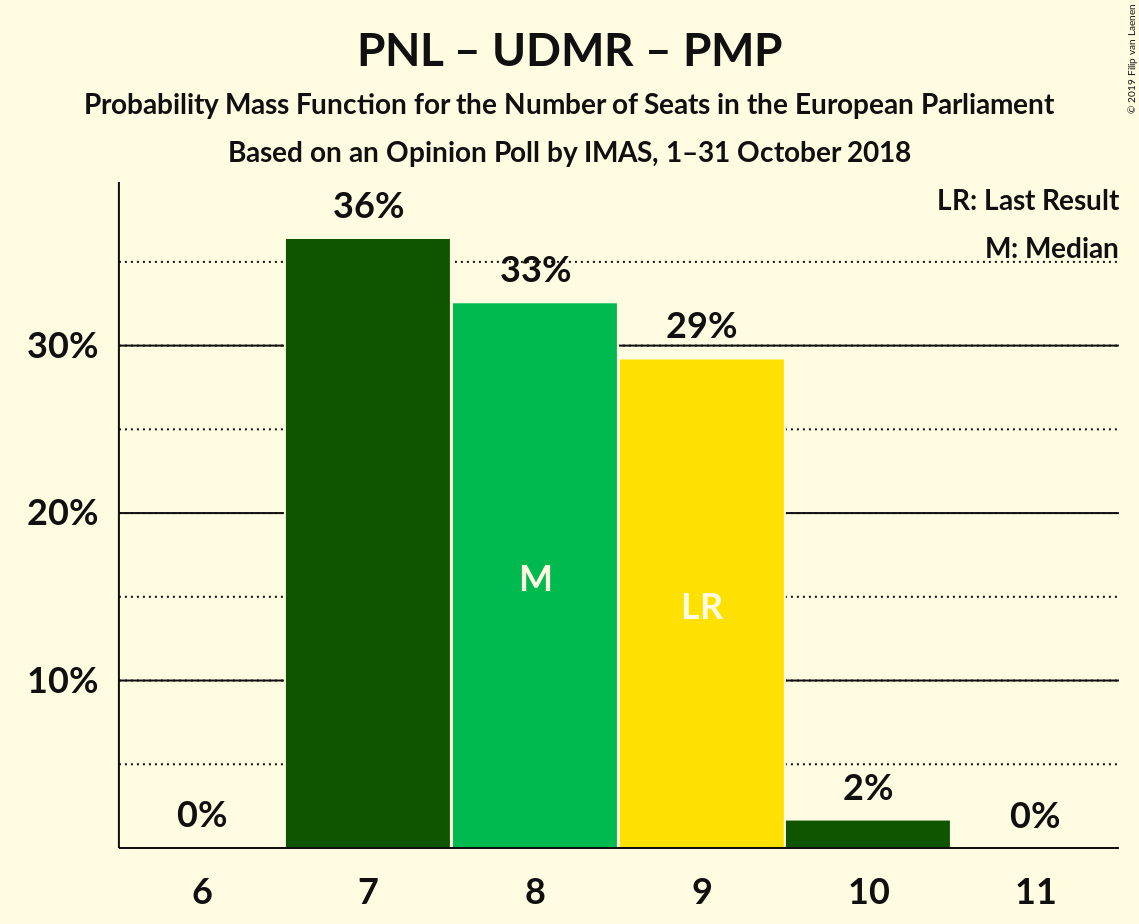 PNL – UDMR – PMP
Probability Mass Function for the Number of Seats in the European Parliament
Based on an Opinion Poll by IMAS, 1–31 October 2018
© 2019 Filip van Laenen
LR: Last Result
M: Median
36%
33%
29%
2%
0%
0%
M
LR
30%
20%
10%
6 7 8 9 10 11